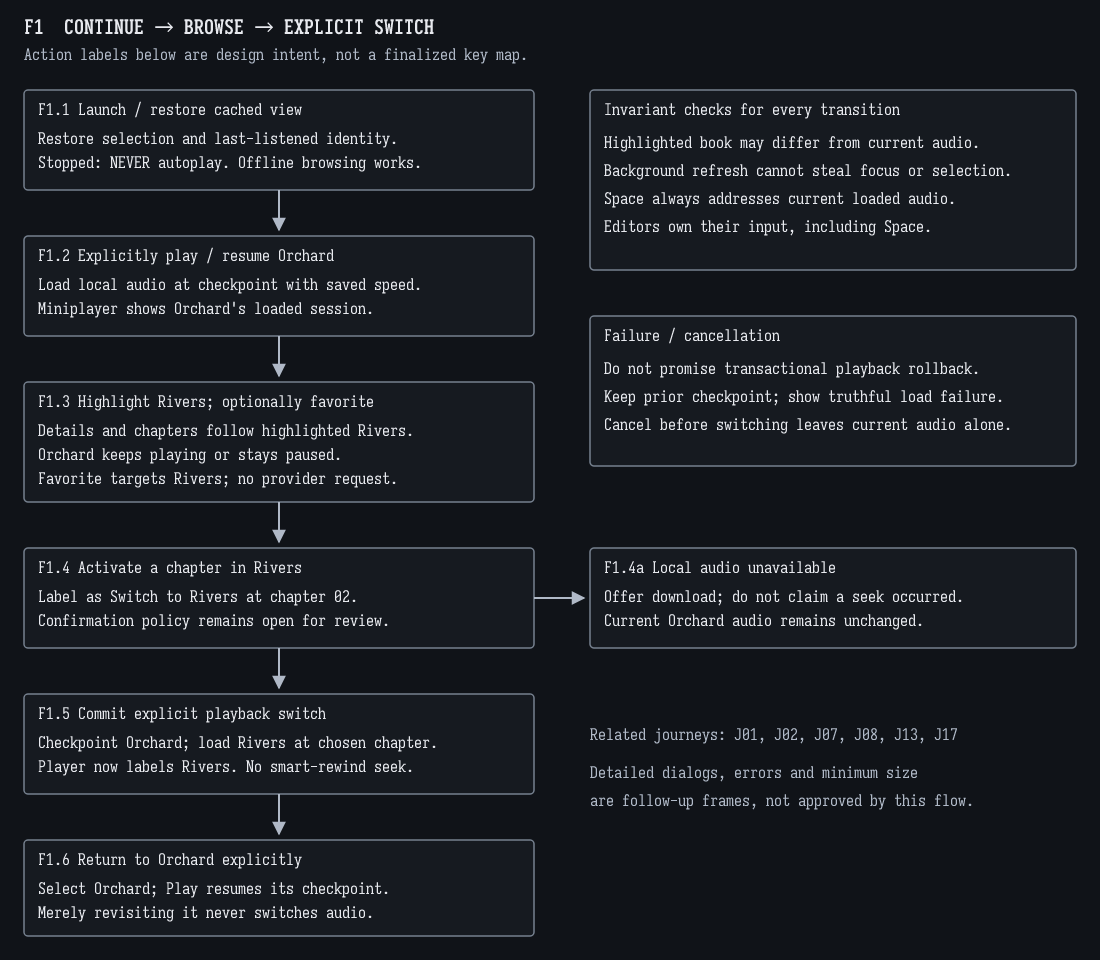 F1 CONTINUE → BROWSE → EXPLICIT SWITCH
Action labels below are design intent, not a finalized key map.
F1.1 Launch / restore cached view
Restore selection and last-listened identity.
Stopped: NEVER autoplay. Offline browsing works.
F1.2 Explicitly play / resume Orchard
Load local audio at checkpoint with saved speed.
Miniplayer shows Orchard's loaded session.
F1.3 Highlight Rivers; optionally favorite
Details and chapters follow highlighted Rivers.
Orchard keeps playing or stays paused.
Favorite targets Rivers; no provider request.
F1.4 Activate a chapter in Rivers
Label as Switch to Rivers at chapter 02.
Confirmation policy remains open for review.
F1.5 Commit explicit playback switch
Checkpoint Orchard; load Rivers at chosen chapter.
Player now labels Rivers. No smart-rewind seek.
F1.6 Return to Orchard explicitly
Select Orchard; Play resumes its checkpoint.
Merely revisiting it never switches audio.
Invariant checks for every transition
Highlighted book may differ from current audio.
Background refresh cannot steal focus or selection.
Space always addresses current loaded audio.
Editors own their input, including Space.
Failure / cancellation
Do not promise transactional playback rollback.
Keep prior checkpoint; show truthful load failure.
Cancel before switching leaves current audio alone.
F1.4a Local audio unavailable
Offer download; do not claim a seek occurred.
Current Orchard audio remains unchanged.
Related journeys: J01, J02, J07, J08, J13, J17
Detailed dialogs, errors and minimum size
are follow-up frames, not approved by this flow.